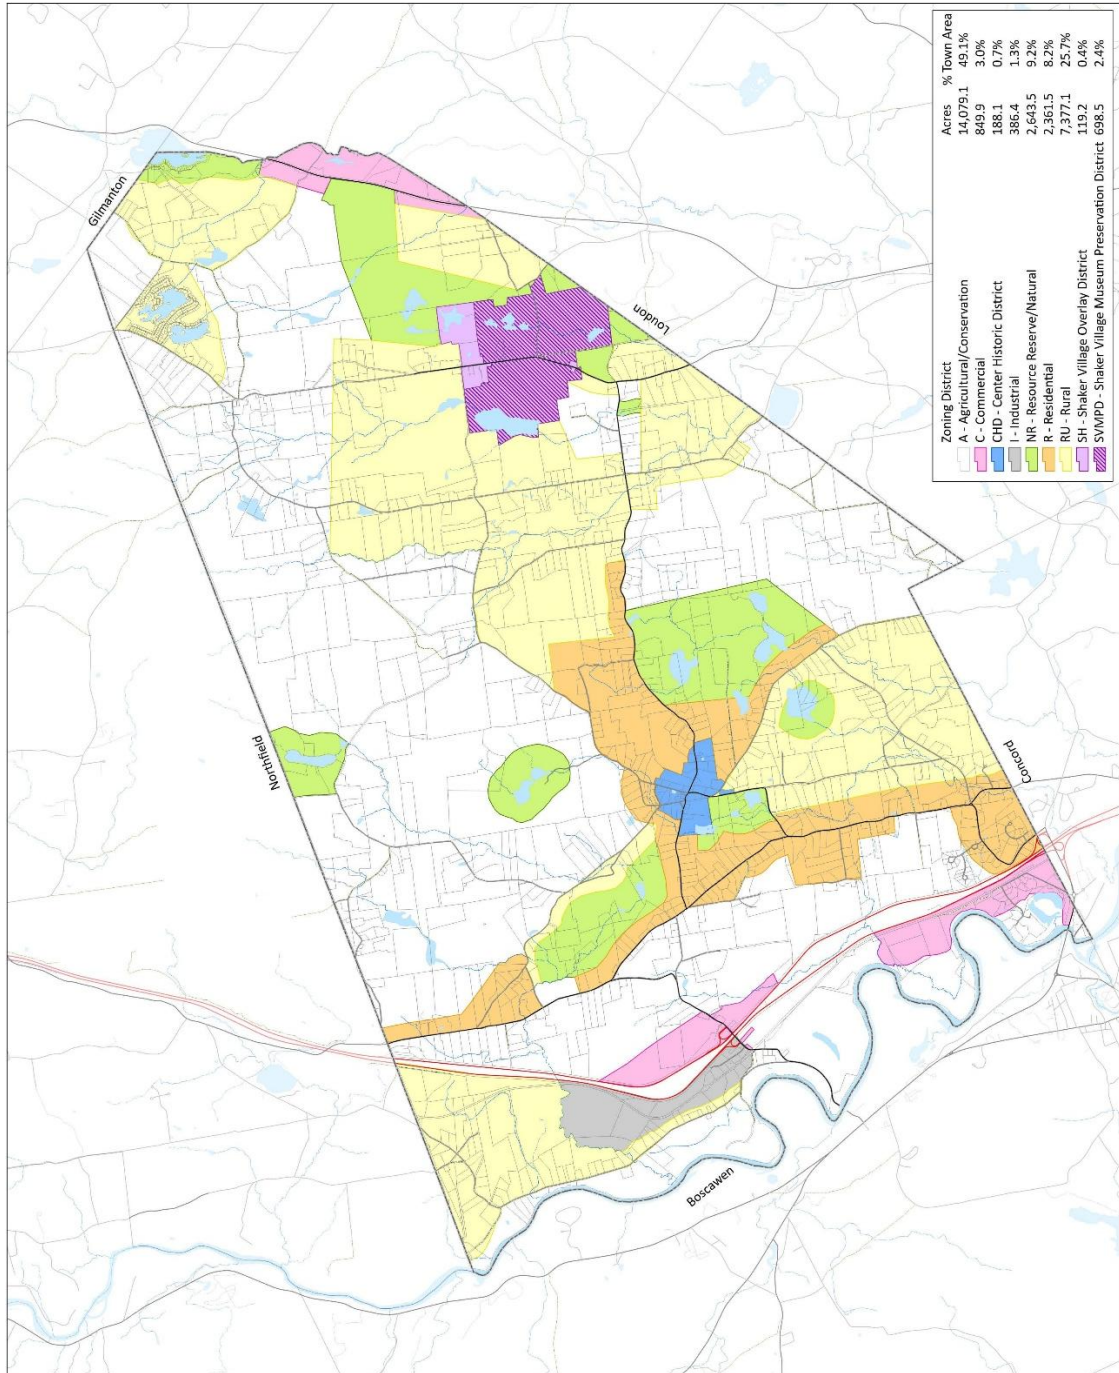 Gilmanton
Northfield
Loudon
Concord
Boscawen
Zoning District Acres % Town Area
A - Agricultural/Conservation 14,079.1 49.1%
C - Commercial 849.9 3.0%
CHD - Center Historic District 188.1 0.7%
I - Industrial 386.4 1.3%
NR - Resource Reserve/Natural 2,643.5 9.2%
R - Residential 2,361.5 8.2%
RU - Rural 7,377.1 25.7%
SH - Shaker Village Overlay District 119.2 0.4%
SVMPD - Shaker Village Museum Preservation District 698.5 2.4%